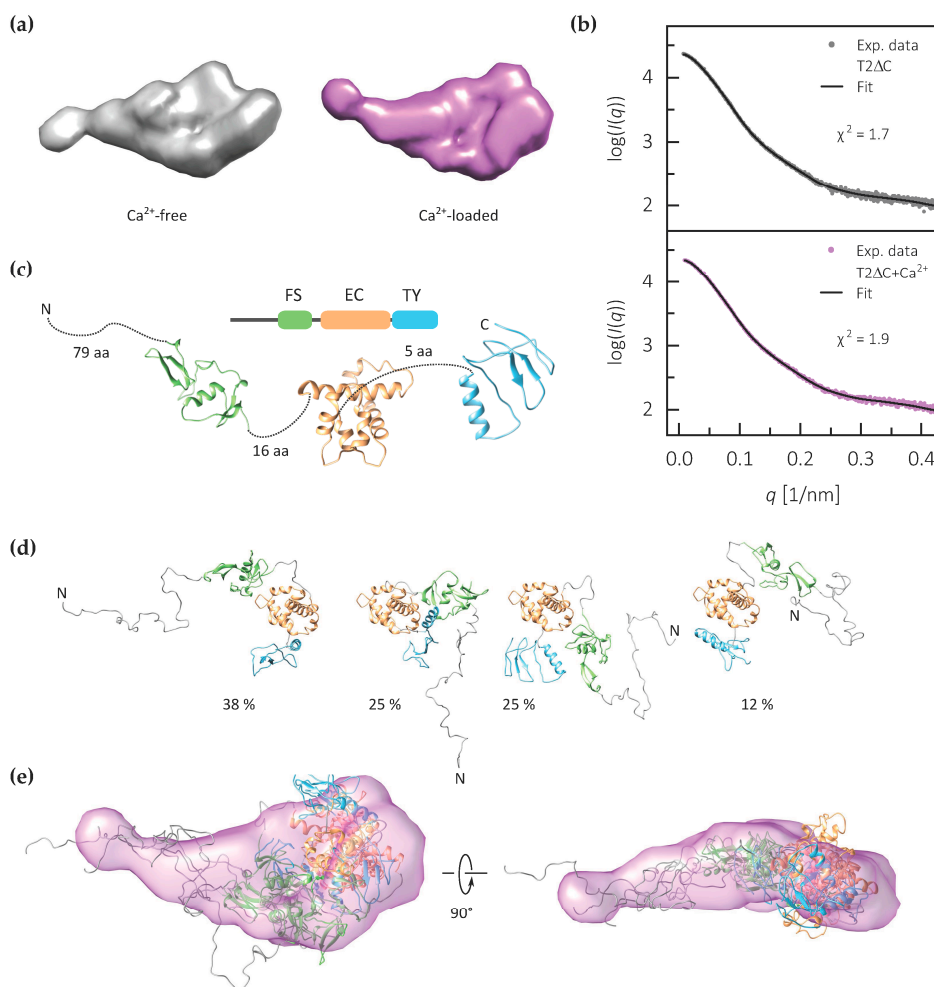 (a)
Ca²⁺-free
Ca²⁺-loaded
(b)
log(I(q))
4
3
2
Exp. data
T2ΔC
Fit
χ² = 1.7
log(I(q))
4
3
2
Exp. data
T2ΔC+Ca²⁺
Fit
χ² = 1.9
0.0 0.1 0.2 0.3 0.4
q [1/nm]
(c)
FS EC TY
N
79 aa
16 aa
5 aa
C
(d)
N
38 %
25 %
N
25 %
N
12 %
N
(e)
90°